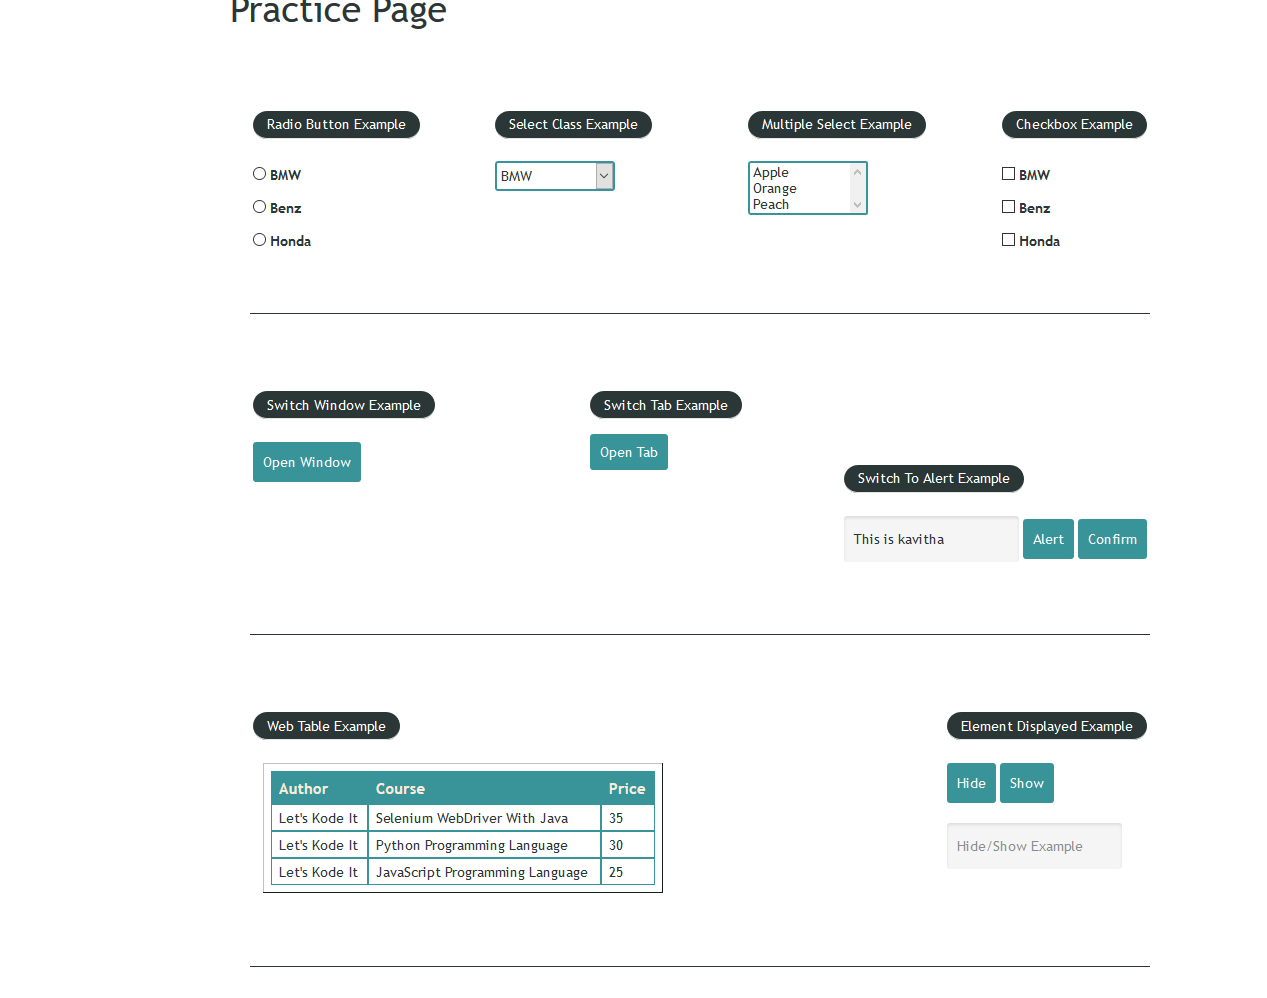 Practice Page
Radio Button Example
Select Class Example
Multiple Select Example
Checkbox Example
BMW
Benz
Honda
BMW
Apple
Orange
Peach
BMW
Benz
Honda
Switch Window Example
Open Window
Switch Tab Example
Open Tab
Switch To Alert Example
This is kavitha
Alert
Confirm
Web Table Example
Author Course Price
Let's Kode It Selenium WebDriver With Java 35
Let's Kode It Python Programming Language 30
Let's Kode It JavaScript Programming Language 25
Element Displayed Example
Hide
Show
Hide/Show Example